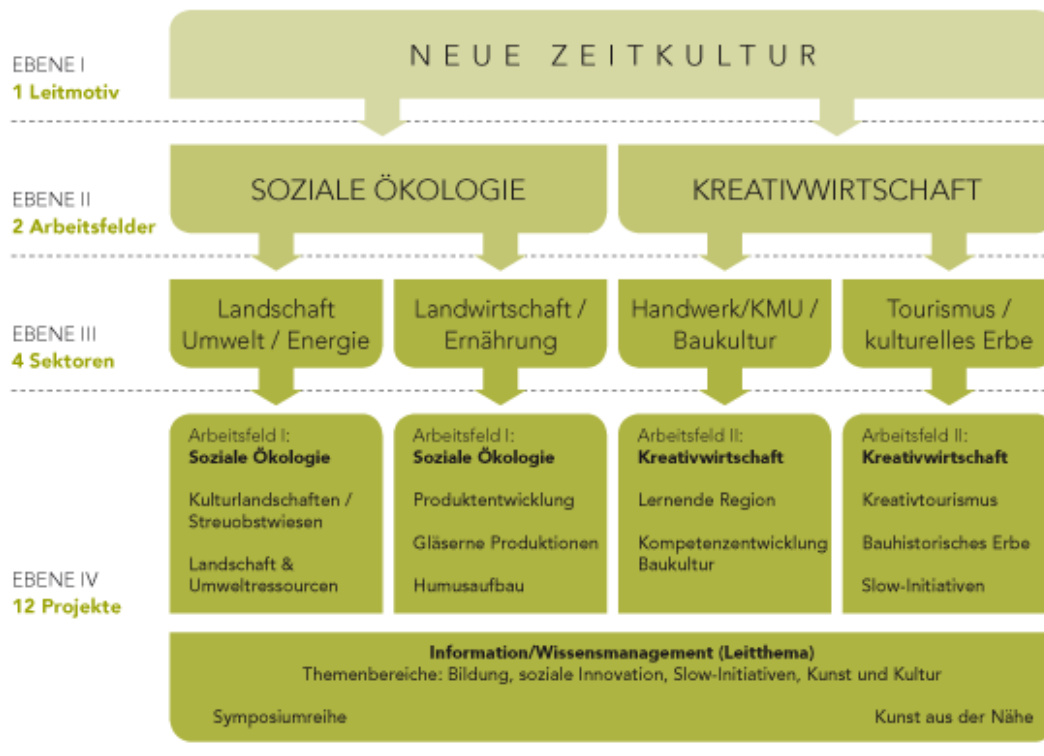 NEUE ZEITKULTUR
EBENE I
1 Leitmotiv
SOZIALE ÖKOLOGIE
KREATIVWIRTSCHAFT
EBENE II
2 Arbeitsfelder
Landschaft
Umwelt / Energie
Landwirtschaft /
Ernährung
Handwerk/KMU /
Baukultur
Tourismus /
kulturelles Erbe
EBENE III
4 Sektoren
Arbeitsfeld I:
Soziale Ökologie
Kulturlandschaften /
Streuobstwiesen
Landschaft &
Umweltressourcen
Arbeitsfeld I:
Soziale Ökologie
Produktentwicklung
Gläserne Produktionen
Humusaufbau
Arbeitsfeld II:
Kreativwirtschaft
Lernende Region
Kompetenzentwicklung
Baukultur
Arbeitsfeld II:
Kreativwirtschaft
Kreativtourismus
Bauhistorisches Erbe
Slow-Initiativen
EBENE IV
12 Projekte
Information/Wissensmanagement (Leitthema)
Themenbereiche: Bildung, soziale Innovation, Slow-Initiativen, Kunst und Kultur
Symposiumreihe
Kunst aus der Nähe